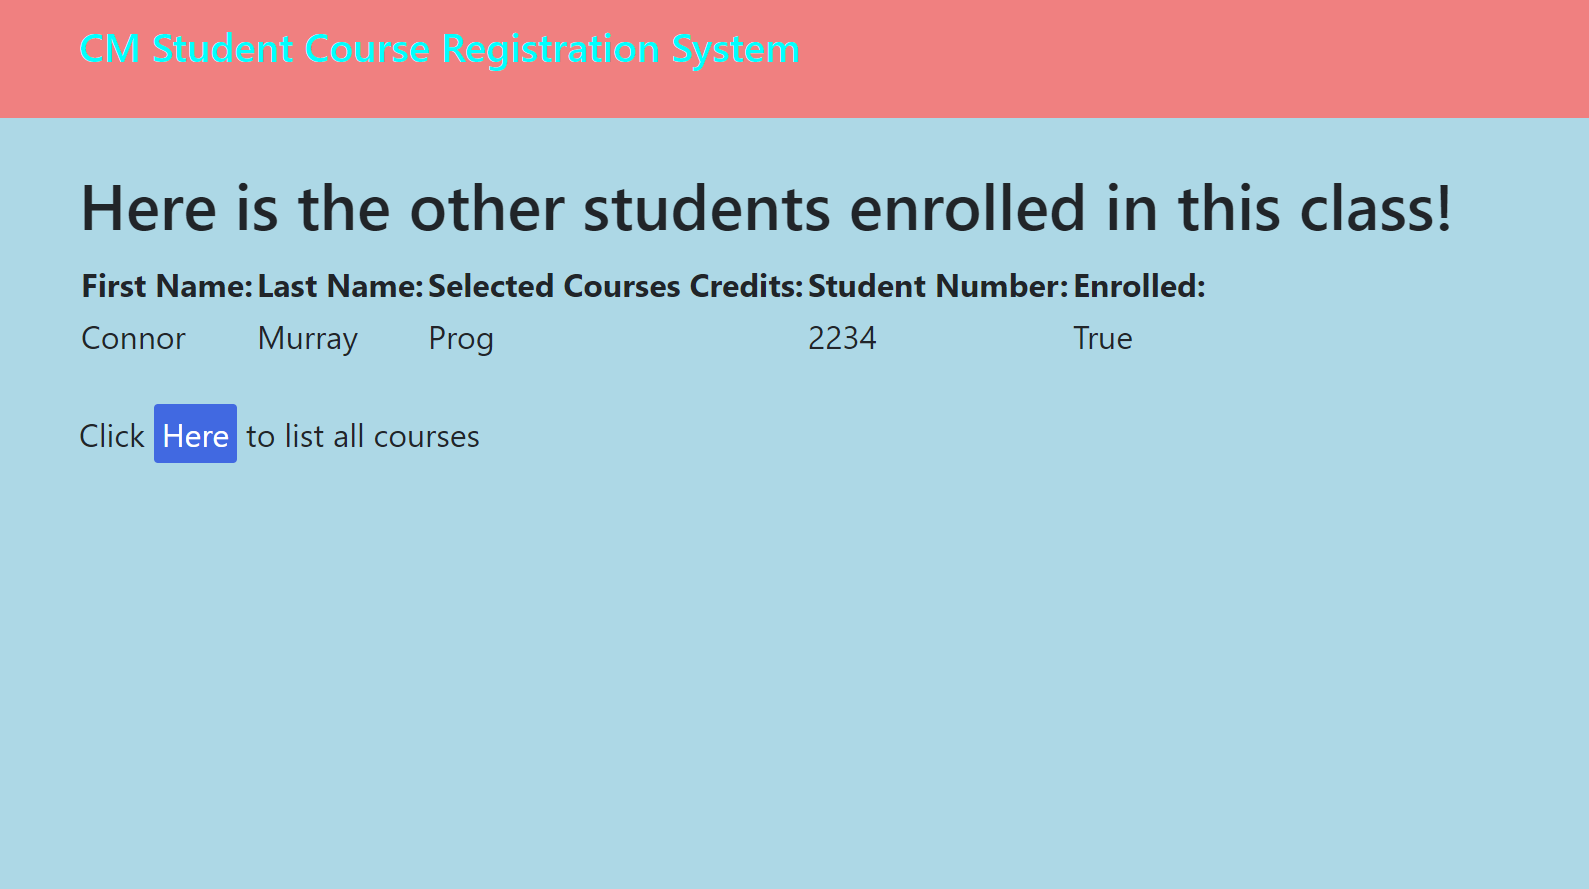 CM Student Course Registration System
Here is the other students enrolled in this class!
First Name: Last Name: Selected Courses Credits: Student Number: Enrolled:
Connor Murray Prog 2234 True
Click Here to list all courses